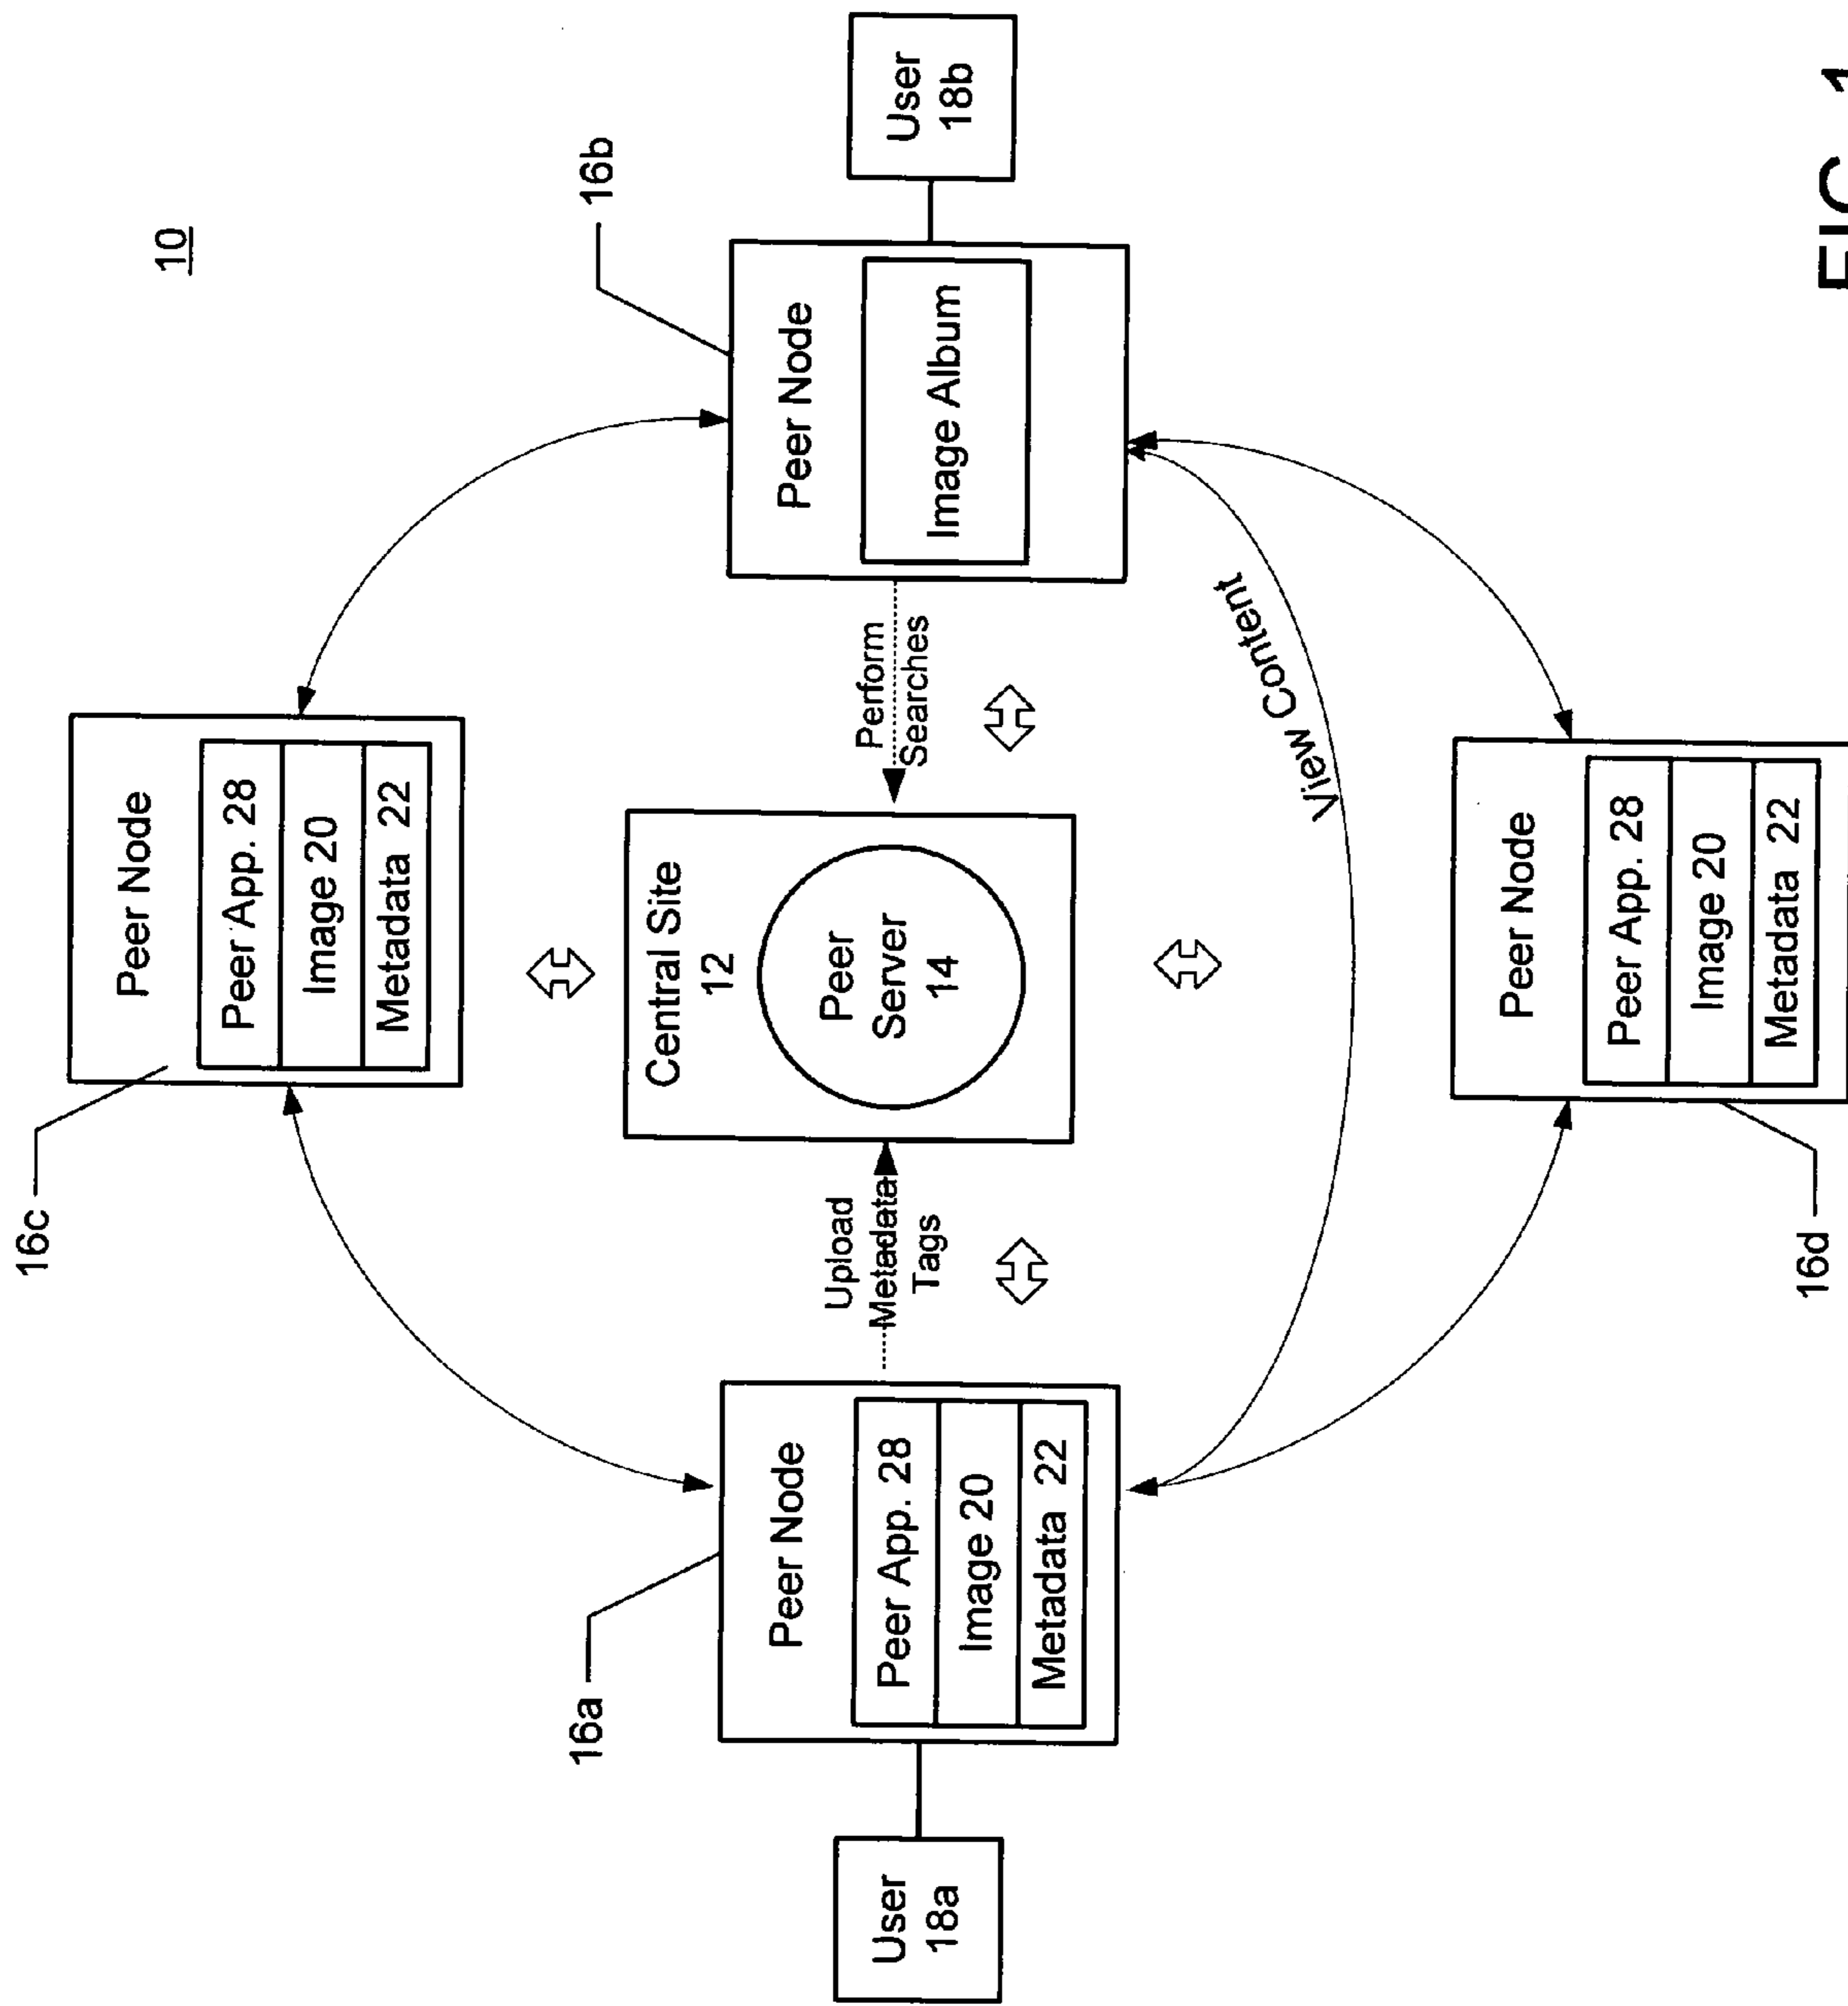 10
16c
Peer Node
Peer App. 28
Image 20
Metadata 22
16a
16b
User
18a
Peer Node
Peer App. 28
Image 20
Metadata 22
Upload
Metadata
Tags
Central Site
12
Peer
Server
14
Perform
Searches
Peer Node
Image Album
User
18b
View Content
Peer Node
Peer App. 28
Image 20
Metadata 22
16d
FIG. 1